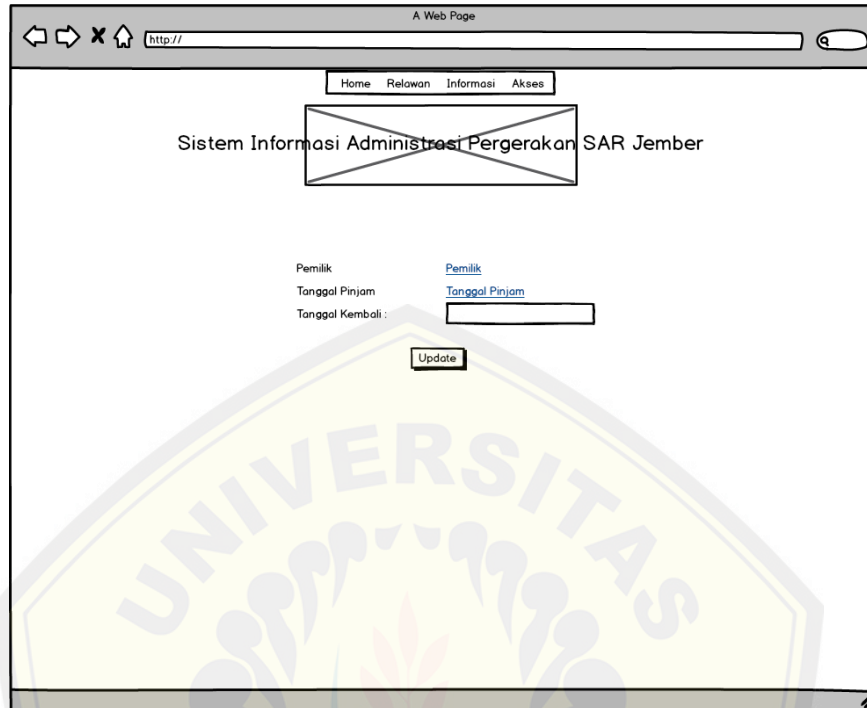 A Web Page
http://
Home Relawan Informasi Akses
Sistem Informasi Administrasi Pergerakan SAR Jember
Pemilik Pemilik
Tanggal Pinjam Tanggal Pinjam
Tanggal Kembali :
Update
UNIVERSITAS